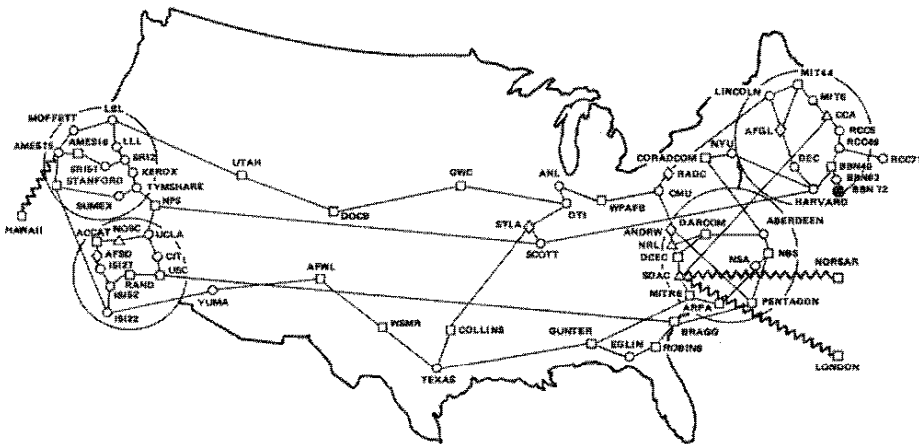 MIT44
LINCOLN
MIT6
CCA
LBL
MOFFETT
AFGL
RCC5
AMES15
AMES16
LLL
RCC49
SRI2
NYU
DEC
RCC71
UTAH
CORADCOM
SRI51
XEROX
GWC
ANL
RADC
BBN40
STANFORD
BBN63
TYMSHARE
CMU
BBN 72
SUMEX
WPAFB
HARVARD
NPS
DTI
HAWAII
DOCB
STLA
ABERDEEN
ACCAT
NOSC
UCLA
ANDRW
DARCOM
SCOTT
NRL
AFSD
CIT
DCEC
NSA
NBS
ISI27
AFWL
SDAC
NORSAR
RAND
USC
ISI52
MITRE
YUMA
ARPA
PENTAGON
ISI22
WSMR
COLLINS
GUNTER
BRAGG
EGLIN
ROBINS
LONDON
TEXAS